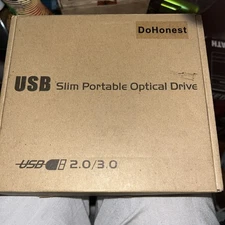 DoHonest
USB Slim Portable Optical Drive
USB 2.0/3.0